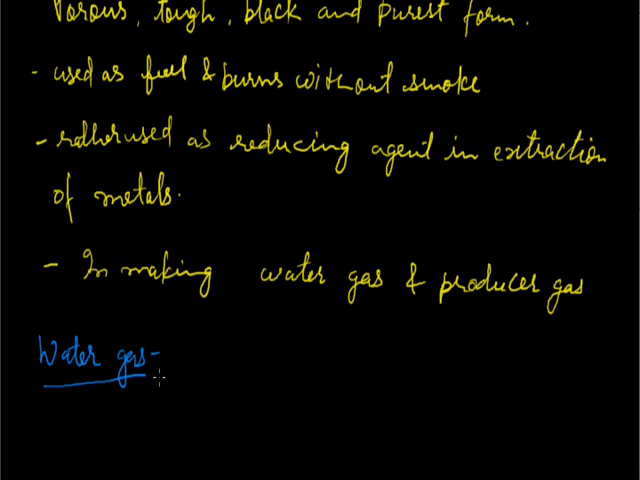 Porous, tough, black and purest form.
- used as fuel & burns without smoke
- rather used as reducing agent in extraction
of metals.
- In making water gas & producer gas
Water gas-